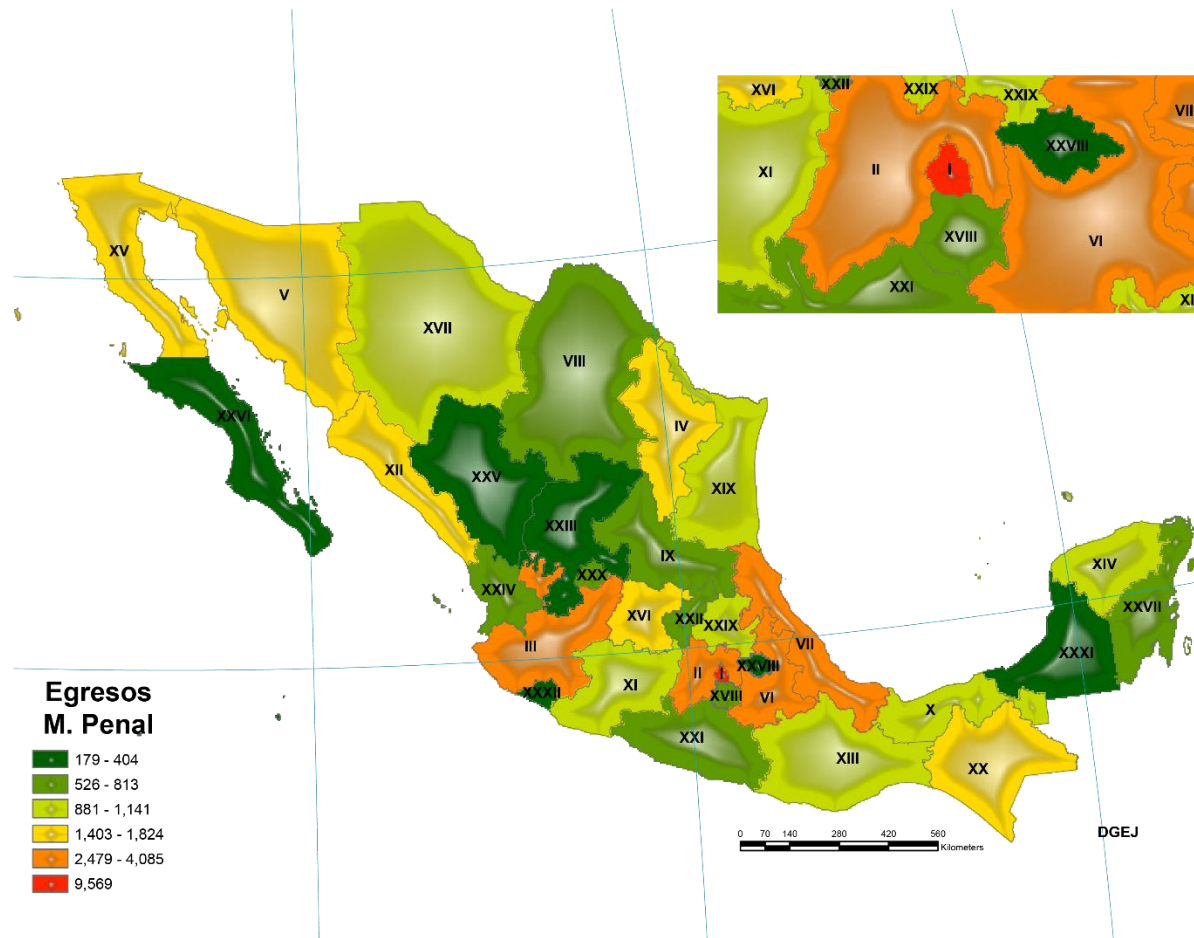 XVI
XXII
XXIX
XXIX
VII
XXVIII
XI
II
I
XVIII
VI
XXI
XI
XV
V
XVII
VIII
XXVI
IV
XII
XXV
XIX
XXIII
IX
XIV
XXX
XXIV
XXVII
XVI
XXII
XXIX
III
VII
XXXI
II
I
XXVIII
XI
XXXII
XVIII
VI
X
XXI
XIII
XX
Egresos
M. Penal
179 - 404
526 - 813
881 - 1,141
1,403 - 1,824
2,479 - 4,085
9,569
0 70 140 280 420 560
Kilometers
DGEJ